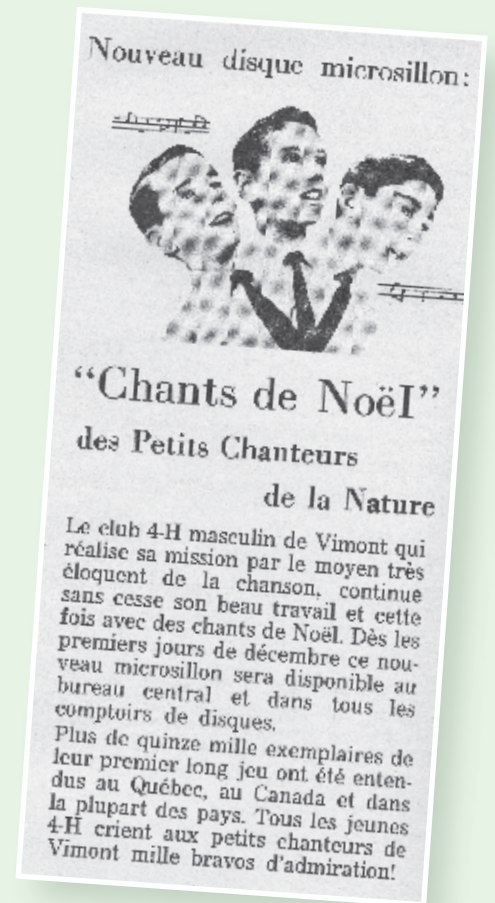 Nouveau disque microsillon:
“Chants de Noël”
des Petits Chanteurs
de la Nature
Le club 4-H masculin de Vimont qui
réalise sa mission par le moyen très
éloquent de la chanson, continue
sans cesse son beau travail et cette
fois avec des chants de Noël. Dès les
premiers jours de décembre ce nou-
veau microsillon sera disponible au
bureau central et dans tous les
comptoirs de disques.
Plus de quinze mille exemplaires de
leur premier long jeu ont été enten-
dus au Québec, au Canada et dans
la plupart des pays. Tous les jeunes
4-H crient aux petits chanteurs de
Vimont mille bravos d’admiration!